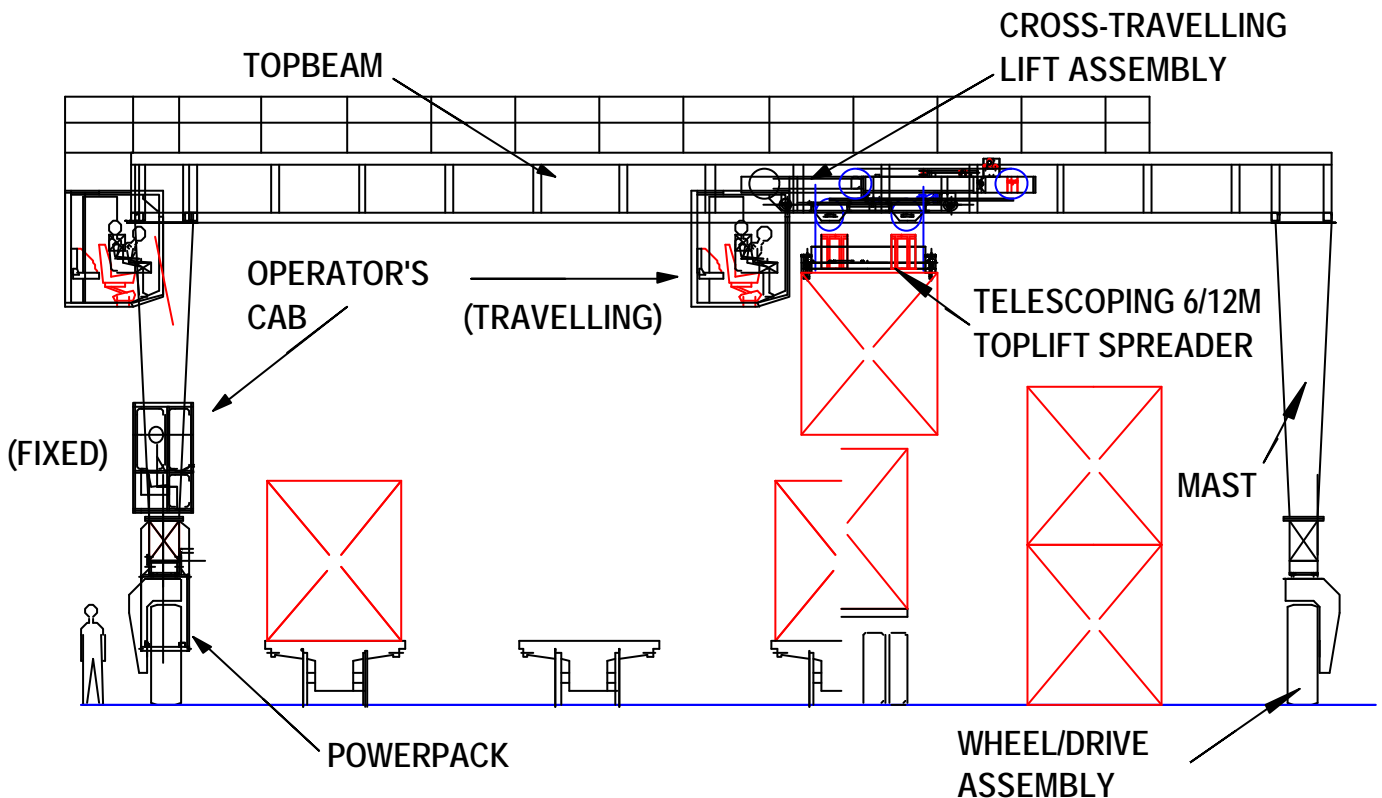 CROSS-TRAVELLING
LIFT ASSEMBLY
TOPBEAM
OPERATOR'S
CAB
(TRAVELLING)
TELESCOPING 6/12M
TOPLIFT SPREADER
(FIXED)
MAST
POWERPACK
WHEEL/DRIVE
ASSEMBLY